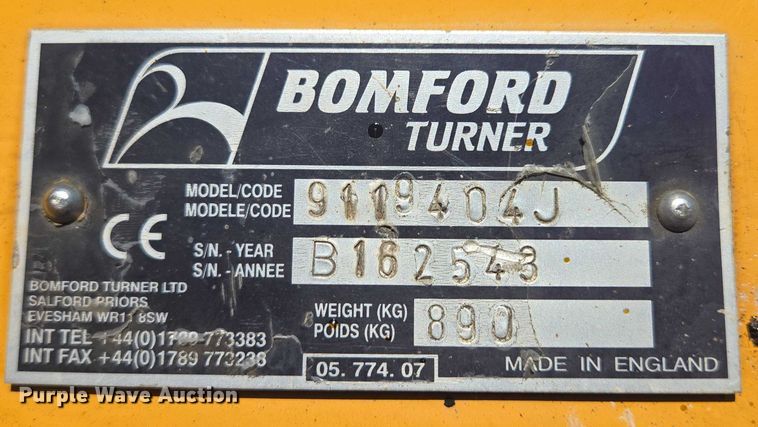 BOMFORD
TURNER
MODEL/CODE
MODELE/CODE
9119404J
S/N. - YEAR
S/N. - ANNEE
B162543
BOMFORD TURNER LTD
SALFORD PRIORS
EVESHAM WR11 8SW
INT TEL +44(0)1789 773383
INT FAX +44(0)1789 773238
WEIGHT (KG)
POIDS (KG)
890
05. 774. 07
MADE IN ENGLAND
CE
Purple Wave Auction